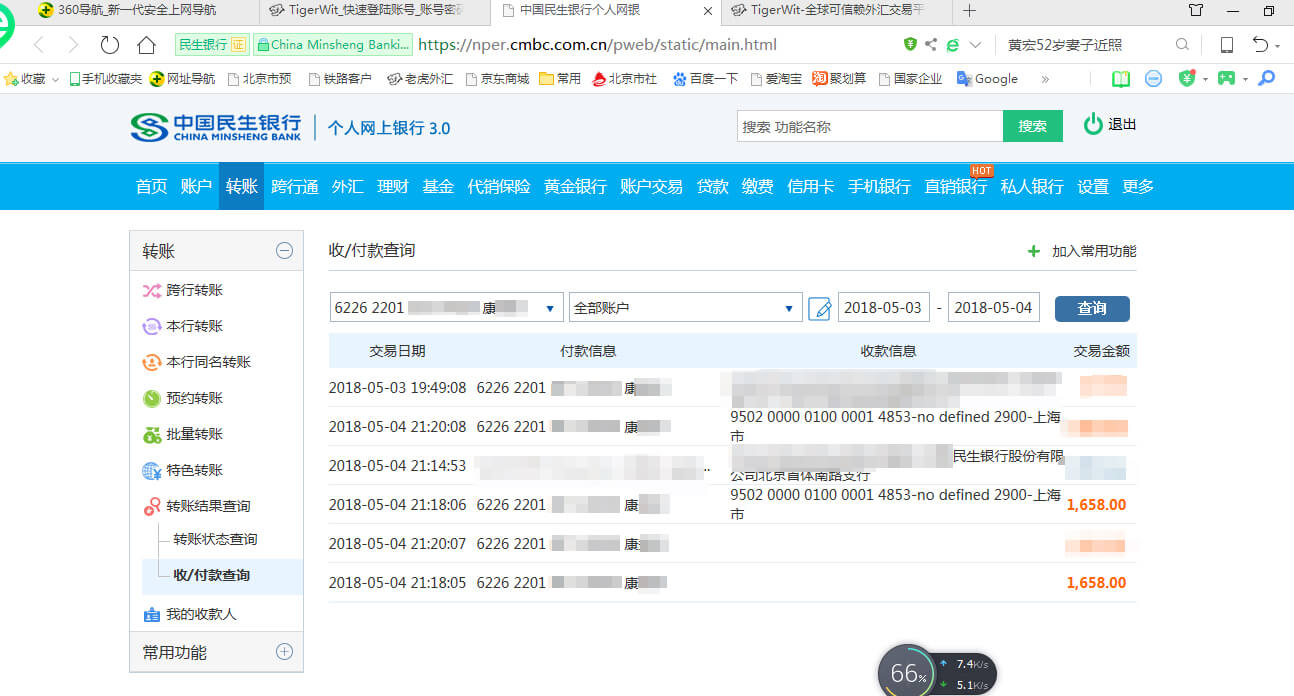 360导航_新一代安全上网导航
TigerWit_快速登陆账号_账号密码
中国民生银行个人网银
TigerWit-全球可信赖外汇交易平
民生银行 证
China Minsheng Banki...
https://nper.cmbc.com.cn/pweb/static/main.html
黄宏52岁妻子近照
收藏 手机收藏夹 网址导航 北京市预 铁路客户 老虎外汇 京东商城 常用 北京市社 百度一下 爱淘宝 淘 聚划算 国家企业 Google »
中国民生银行
CHINA MINSHENG BANK
个人网上银行 3.0
搜索 功能名称
搜索
退出
首页 账户 转账 跨行通 外汇 理财 基金 代销保险 黄金银行 账户交易 贷款 缴费 信用卡 手机银行 直销银行 HOT 私人银行 设置 更多
转账
跨行转账
本行转账
本行同名转账
预约转账
批量转账
特色转账
转账结果查询
转账状态查询
收/付款查询
我的收款人
常用功能
收/付款查询
加入常用功能
6226 2201 康
全部账户
2018-05-03 - 2018-05-04
查询
交易日期 付款信息 收款信息 交易金额
2018-05-03 19:49:08 6226 2201 康
2018-05-04 21:20:08 6226 2201 康 9502 0000 0100 0001 4853-no defined 2900-上海
市
2018-05-04 21:14:53 .. 民生银行股份有限
公司北京首体南路支行
2018-05-04 21:18:06 6226 2201 康 9502 0000 0100 0001 4853-no defined 2900-上海
市 1,658.00
2018-05-04 21:20:07 6226 2201 康
2018-05-04 21:18:05 6226 2201 康 1,658.00
66%
7.4K/s
5.1K/s